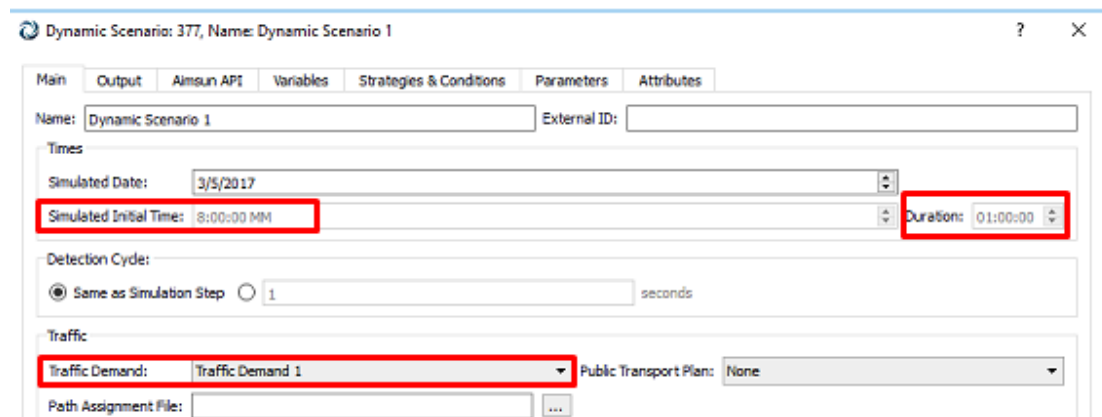 Dynamic Scenario: 377, Name: Dynamic Scenario 1 ?
Main Output Aimsun API Variables Strategies & Conditions Parameters Attributes
Name: Dynamic Scenario 1 External ID:
Times
Simulated Date: 3/5/2017
Simulated Initial Time: 8:00:00 MM Duration: 01:00:00
Detection Cycle:
Same as Simulation Step 1 seconds
Traffic
Traffic Demand: Traffic Demand 1 Public Transport Plan: None
Path Assignment File: ...